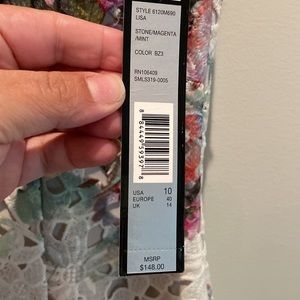 STYLE 6120M690
LISA
STONE/MAGENTA
/MINT
COLOR BZ3
RN106409
SMLS319-0005
USA 10
EUROPE 40
UK 14
MSRP
$148.00